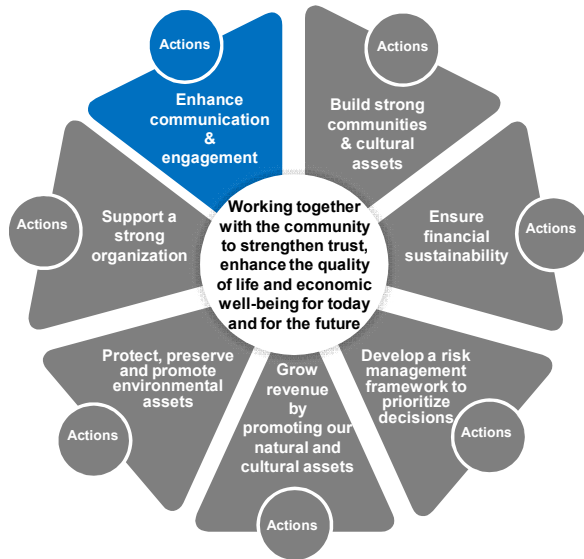 Actions
Enhance
communication
&
engagement
Actions
Build strong
communities
& cultural
assets
Actions
Support a
strong
organization
Working together
with the community
to strengthen trust,
enhance the quality
of life and economic
well-being for today
and for the future
Ensure
financial
sustainability
Actions
Protect, preserve
and promote
environmental
assets
Actions
Grow
revenue
by
promoting our
natural and
cultural assets
Actions
Develop a risk
management
framework to
prioritize
decisions
Actions